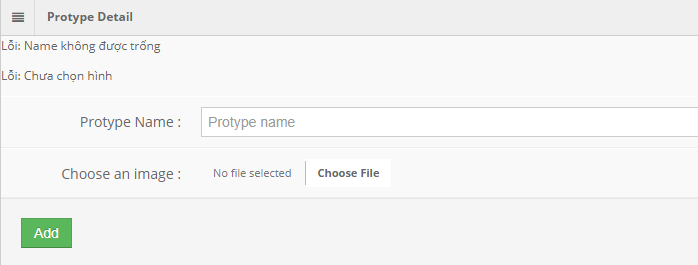 Protype Detail
Lỗi: Name không được trống
Lỗi: Chưa chọn hình
Protype Name : Protype name
Choose an image : No file selected Choose File
Add